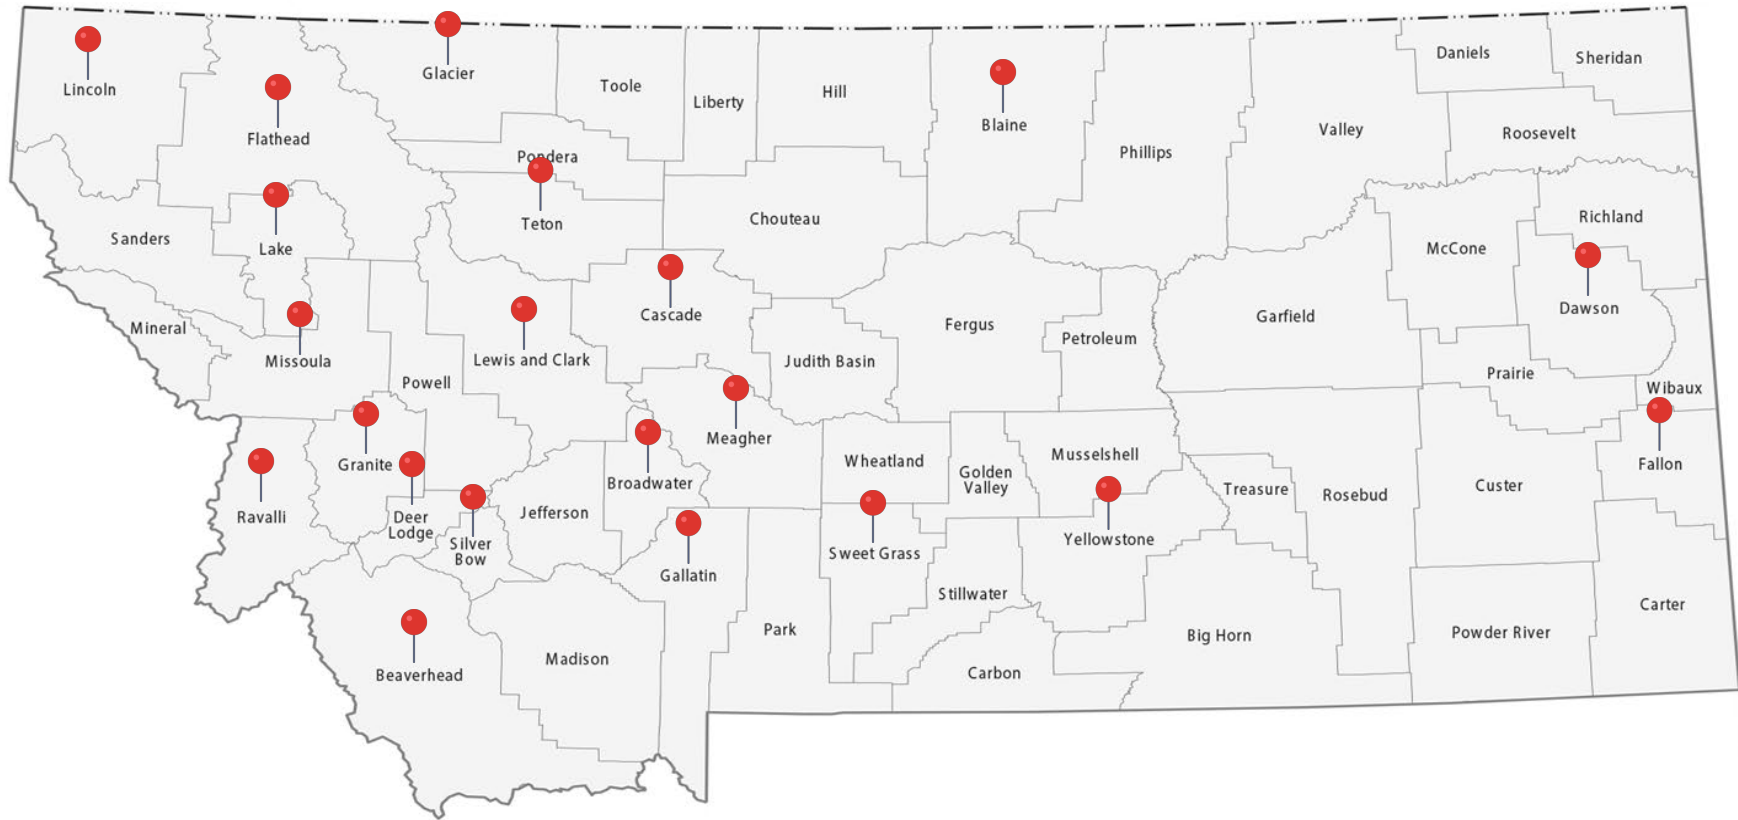 Lincoln
Glacier
Toole
Liberty
Hill
Blaine
Daniels
Sheridan
Flathead
Pondera
Phillips
Valley
Roosevelt
Sanders
Lake
Teton
Chouteau
McCone
Richland
Mineral
Missoula
Powell
Lewis and Clark
Cascade
Judith Basin
Fergus
Petroleum
Garfield
Dawson
Prairie
Wibaux
Ravalli
Granite
Deer
Lodge
Silver
Bow
Jefferson
Broadwater
Meagher
Wheatland
Golden
Valley
Musselshell
Treasure
Rosebud
Custer
Fallon
Beaverhead
Madison
Gallatin
Park
Sweet Grass
Stillwater
Carbon
Yellowstone
Big Horn
Powder River
Carter